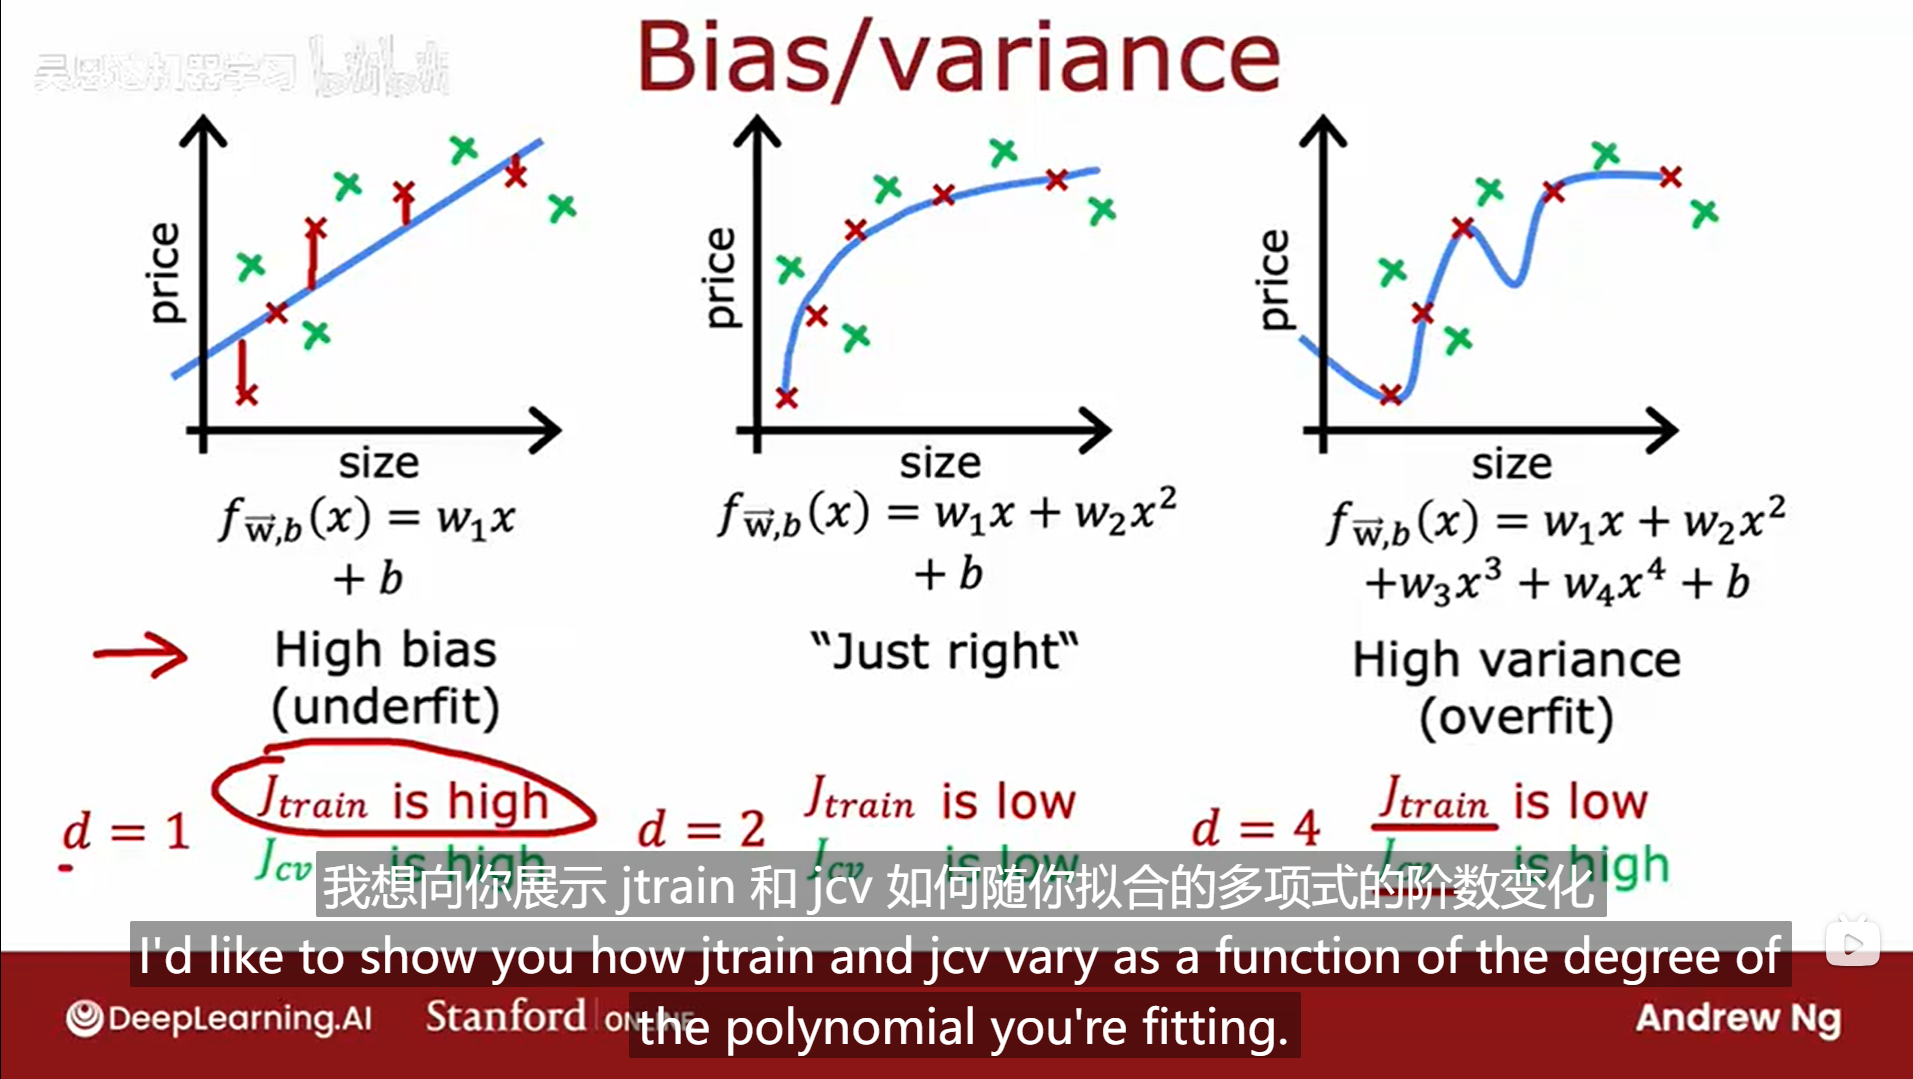 吴恩达机器学习
Bias/variance
price
size
f_{\vec{w},b}(x) = w_1x
+ b
High bias
(underfit)
d = 1
J_{train} is high
J_{cv} is high
price
size
f_{\vec{w},b}(x) = w_1x + w_2x^2
+ b
"Just right"
d = 2
J_{train} is low
J_{cv} is low
price
size
f_{\vec{w},b}(x) = w_1x + w_2x^2
+w_3x^3 + w_4x^4 + b
High variance
(overfit)
d = 4
J_{train} is low
J_{cv} is high
我想向你展示 jtrain 和 jcv 如何随你拟合的多项式的阶数变化
I'd like to show you how jtrain and jcv vary as a function of the degree of
the polynomial you're fitting.
DeepLearning.AI
Stanford ONLINE
Andrew Ng